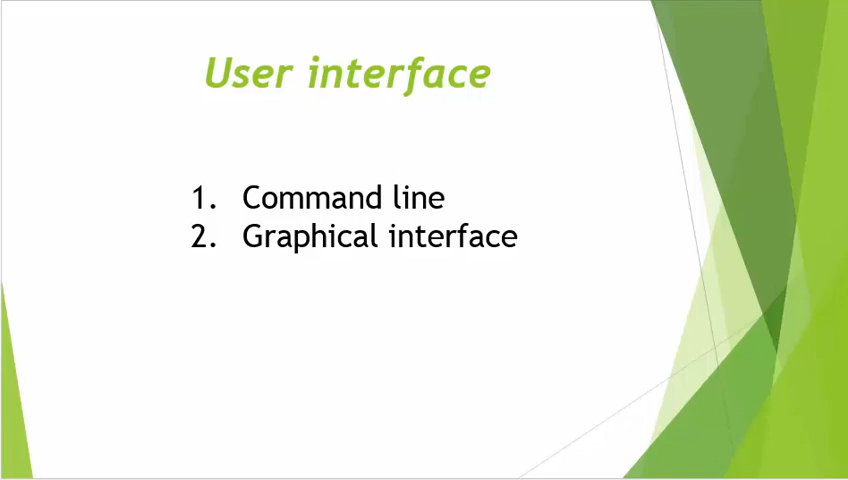 User interface
1. Command line
2. Graphical interface